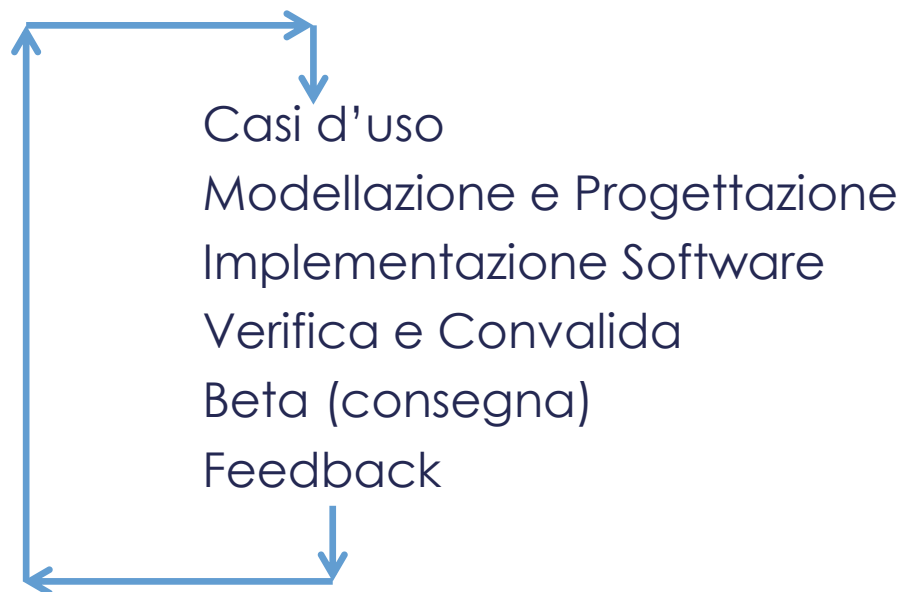 Casi d’uso
Modellazione e Progettazione
Implementazione Software
Verifica e Convalida
Beta (consegna)
Feedback